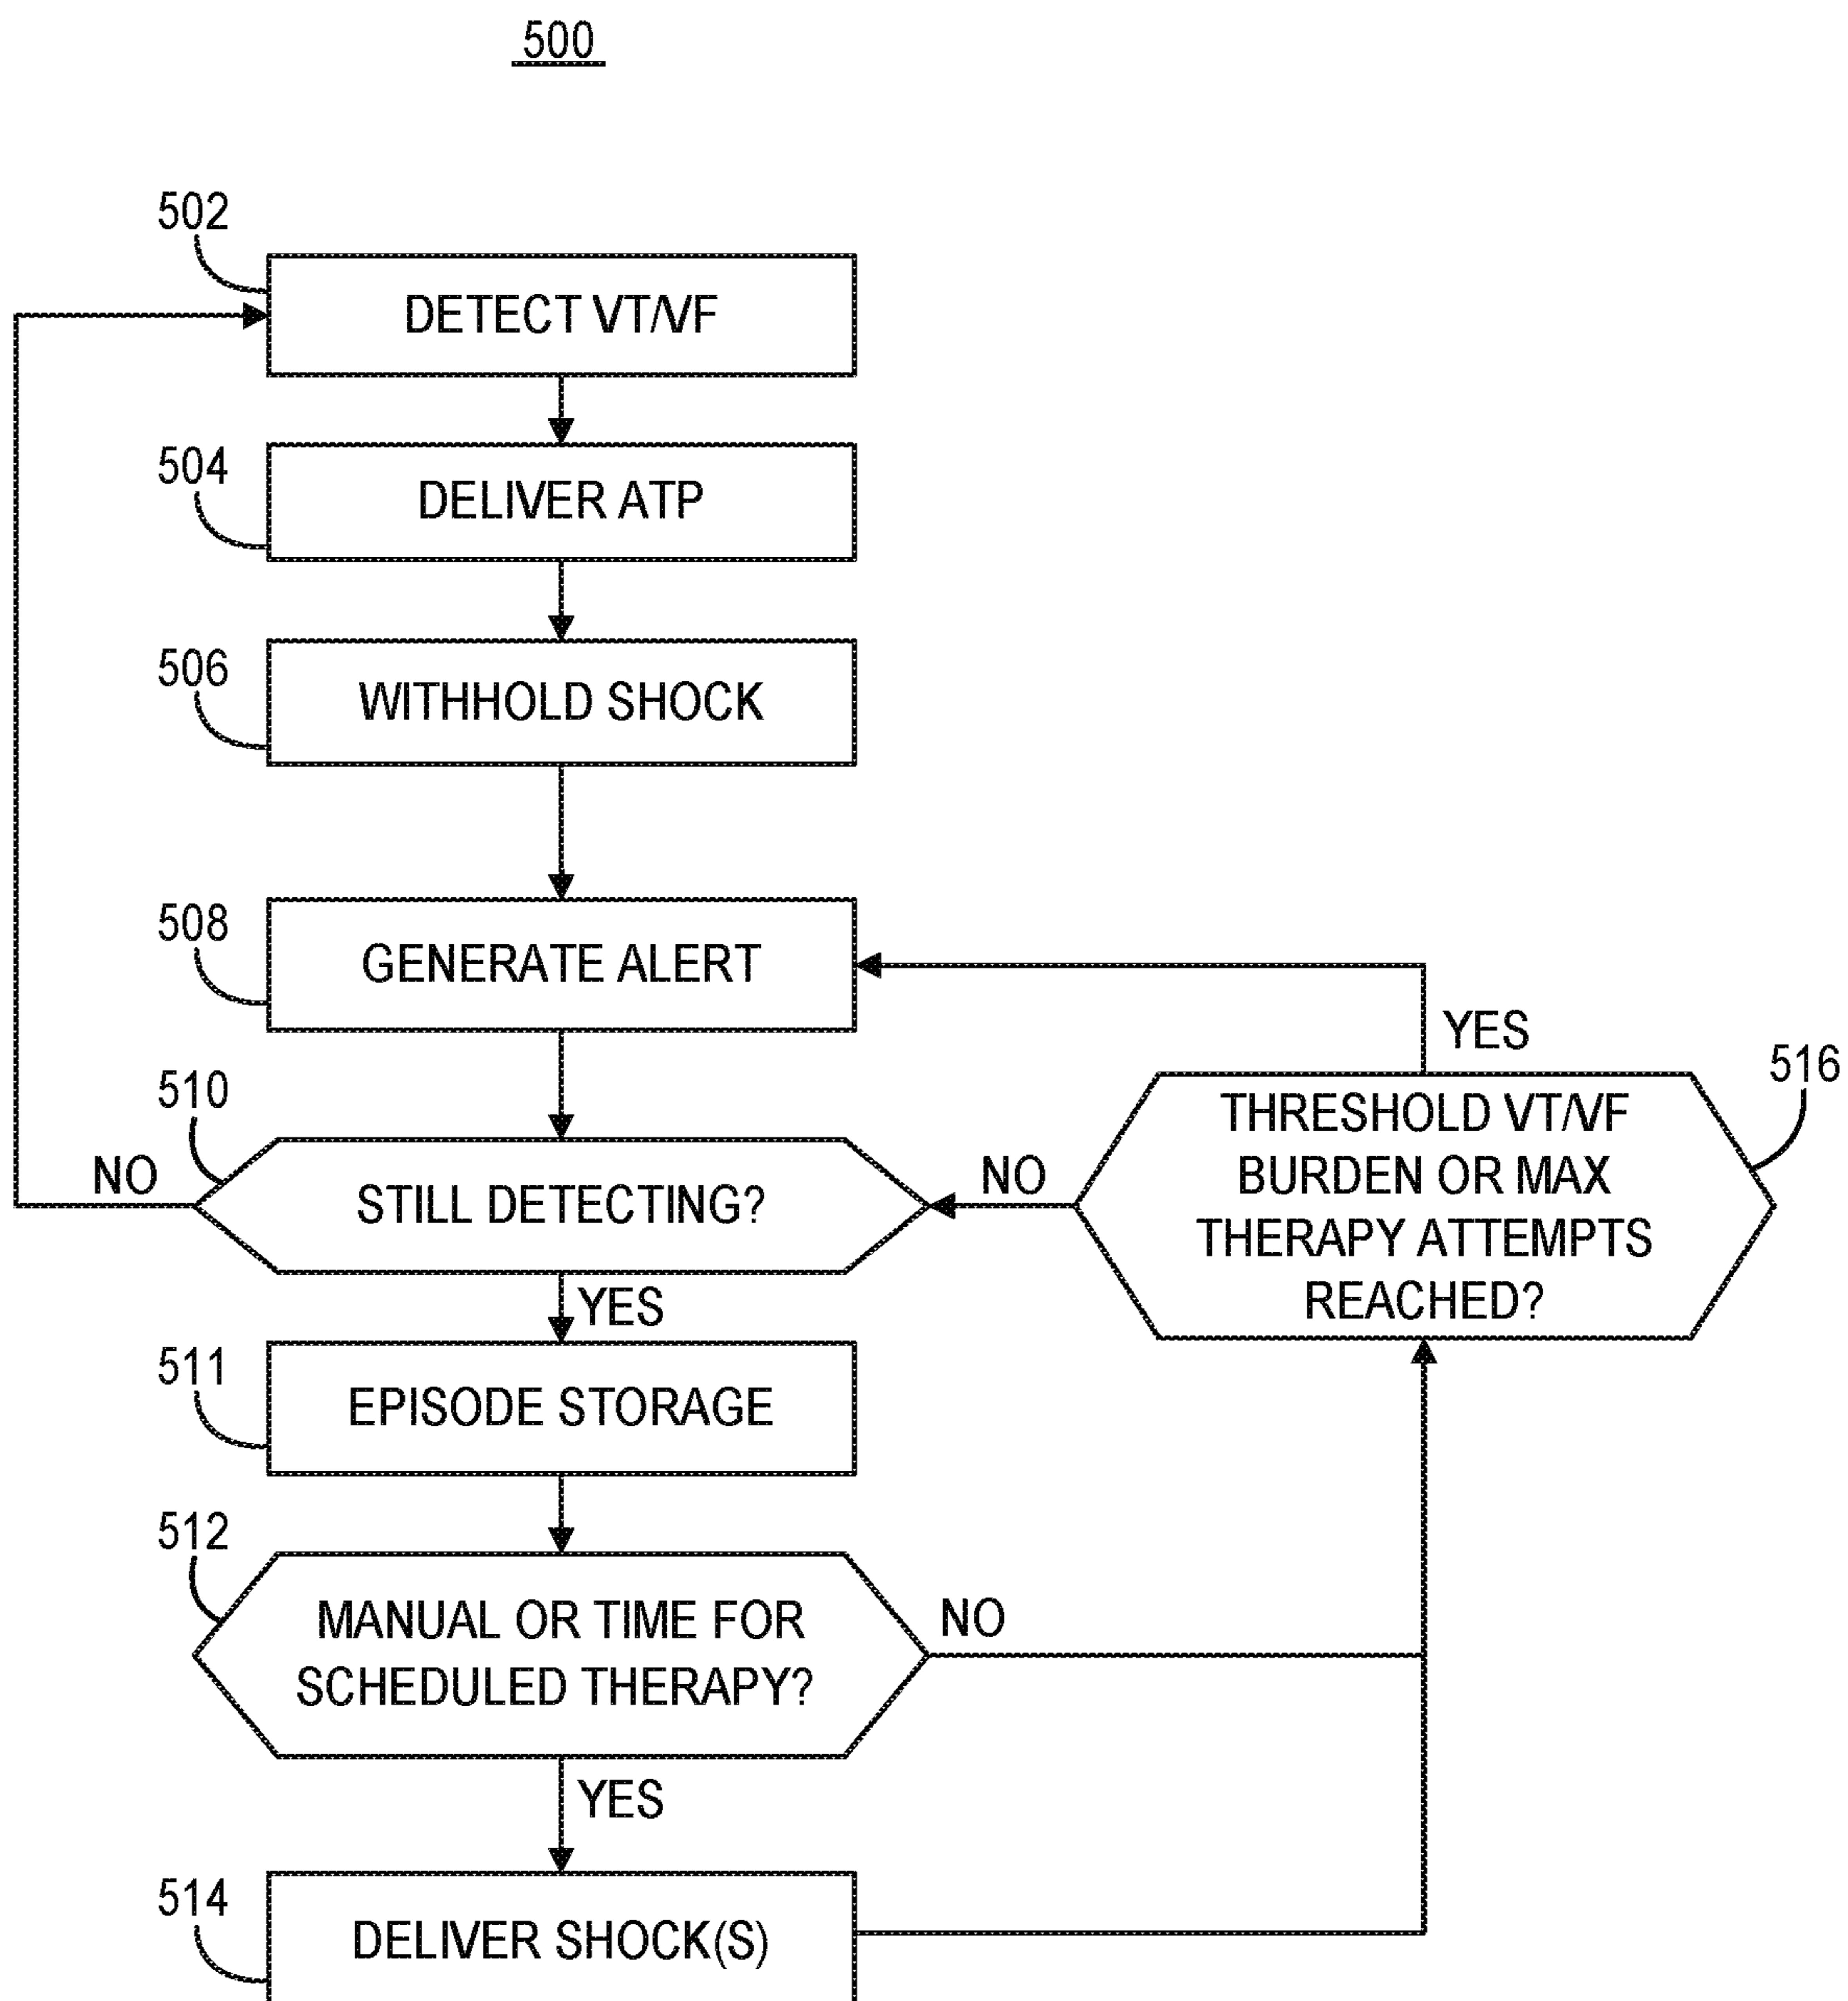 500
502
DETECT VT/VF
504
DELIVER ATP
506
WITHHOLD SHOCK
508
GENERATE ALERT
YES
516
THRESHOLD VT/VF
BURDEN OR MAX
THERAPY ATTEMPTS
REACHED?
510
NO
STILL DETECTING?
NO
YES
511
EPISODE STORAGE
512
MANUAL OR TIME FOR
SCHEDULED THERAPY?
NO
YES
514
DELIVER SHOCK(S)